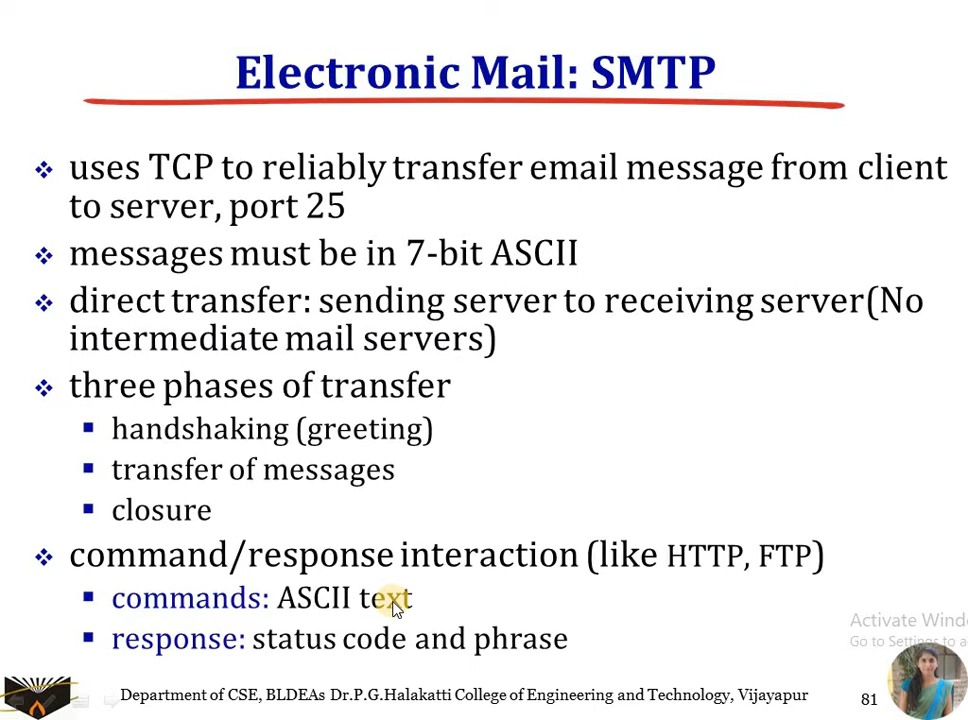 Electronic Mail: SMTP
uses TCP to reliably transfer email message from client
to server, port 25
messages must be in 7-bit ASCII
direct transfer: sending server to receiving server(No
intermediate mail servers)
three phases of transfer
handshaking (greeting)
transfer of messages
closure
command/response interaction (like HTTP, FTP)
commands: ASCII text
response: status code and phrase
Activate Wind
Go to Settings to a
Department of CSE, BLDEAs Dr.P.G.Halakatti College of Engineering and Technology, Vijayapur
81